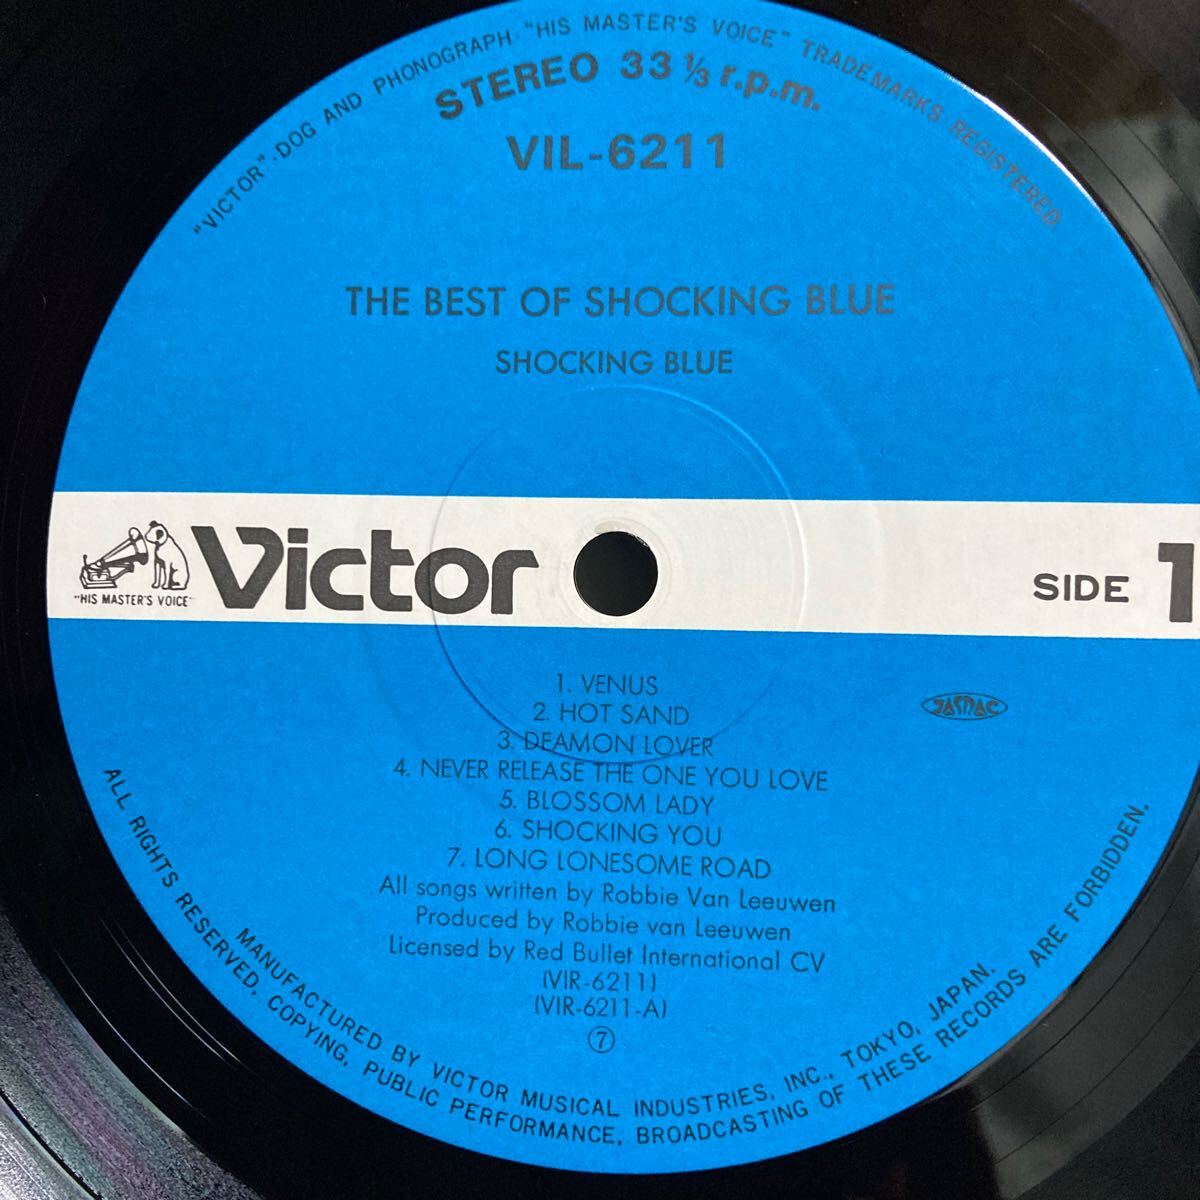 "VICTOR"·DOG AND PHONOGRAPH·"HIS MASTER'S VOICE" TRADEMARKS REGISTERED.
STEREO 33 ⅓ r.p.m.
VIL-6211
THE BEST OF SHOCKING BLUE
SHOCKING BLUE
"HIS MASTER'S VOICE"
Victor
SIDE 1
1. VENUS
2. HOT SAND
3. DEAMON LOVER
4. NEVER RELEASE THE ONE YOU LOVE
5. BLOSSOM LADY
6. SHOCKING YOU
7. LONG LONESOME ROAD
JASRAC
All songs written by Robbie Van Leeuwen
Produced by Robbie van Leeuwen
Licensed by Red Bullet International CV
(VIR-6211)
(VIR-6211-A)
⑦
MANUFACTURED BY VICTOR MUSICAL INDUSTRIES, INC., TOKYO, JAPAN.
ALL RIGHTS RESERVED. COPYING, PUBLIC PERFORMANCE, BROADCASTING OF THESE RECORDS ARE FORBIDDEN.